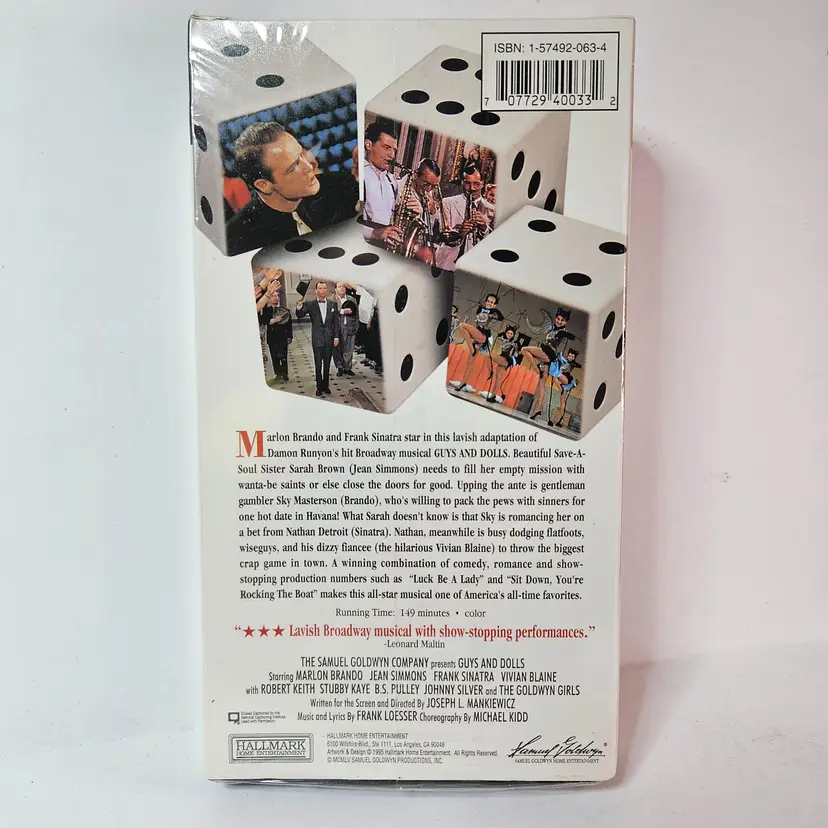 ISBN: 1-57492-063-4
7 07729 40033 2
Marlon Brando and Frank Sinatra star in this lavish adaptation of
Damon Runyon's hit Broadway musical GUYS AND DOLLS. Beautiful Save-A-
Soul Sister Sarah Brown (Jean Simmons) needs to fill her empty mission with
wanta-be saints or else close the doors for good. Upping the ante is gentleman
gambler Sky Masterson (Brando), who's willing to pack the pews with sinners for
one hot date in Havana! What Sarah doesn't know is that Sky is romancing her on
a bet from Nathan Detroit (Sinatra). Nathan, meanwhile is busy dodging flatfoots,
wiseguys, and his dizzy fiancee (the hilarious Vivian Blaine) to throw the biggest
crap game in town. A winning combination of comedy, romance and show-
stopping production numbers such as “Luck Be A Lady” and “Sit Down, You're
Rocking The Boat” makes this all-star musical one of America's all-time favorites.
Running Time: 149 minutes • color
“★★★ Lavish Broadway musical with show-stopping performances.”
-Leonard Maltin
THE SAMUEL GOLDWYN COMPANY presents GUYS AND DOLLS
Starring MARLON BRANDO JEAN SIMMONS FRANK SINATRA VIVIAN BLAINE
with ROBERT KEITH STUBBY KAYE B.S. PULLEY JOHNNY SILVER and THE GOLDWYN GIRLS
Written for the Screen and Directed By JOSEPH L. MANKIEWICZ
Music and Lyrics By FRANK LOESSER Choreography By MICHAEL KIDD
Closed Captioned by the
National Captioning Institute.
Used with Permission.
HALLMARK
HOME ENTERTAINMENT
HALLMARK HOME ENTERTAINMENT
6100 Wilshire Blvd., Ste 1111, Los Angeles, CA 90048
Artwork & Design © 1995 Hallmark Home Entertainment. All Rights Reserved.
© MCMLV SAMUEL GOLDWYN PRODUCTIONS, INC.
Samuel Goldwyn®
SAMUEL GOLDWYN HOME ENTERTAINMENT